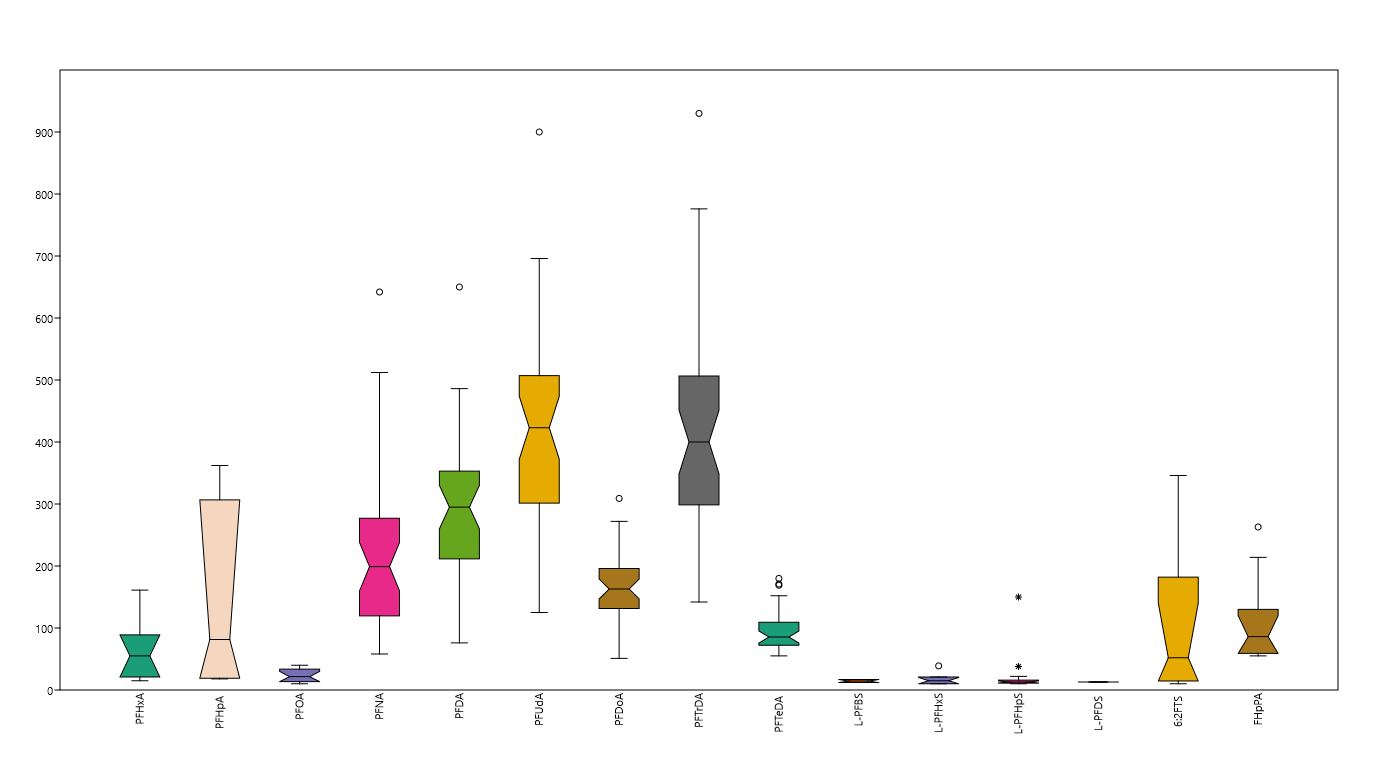 900
800
700
600
500
400
300
200
100
0
PFHxA
PFHpA
PFOA
PFNA
PFDA
PFUdA
PFDoA
PFTrDA
PFTeDA
L-PFBS
L-PFHxS
L-PFHpS
L-PFDS
6:2FTS
FHpPA